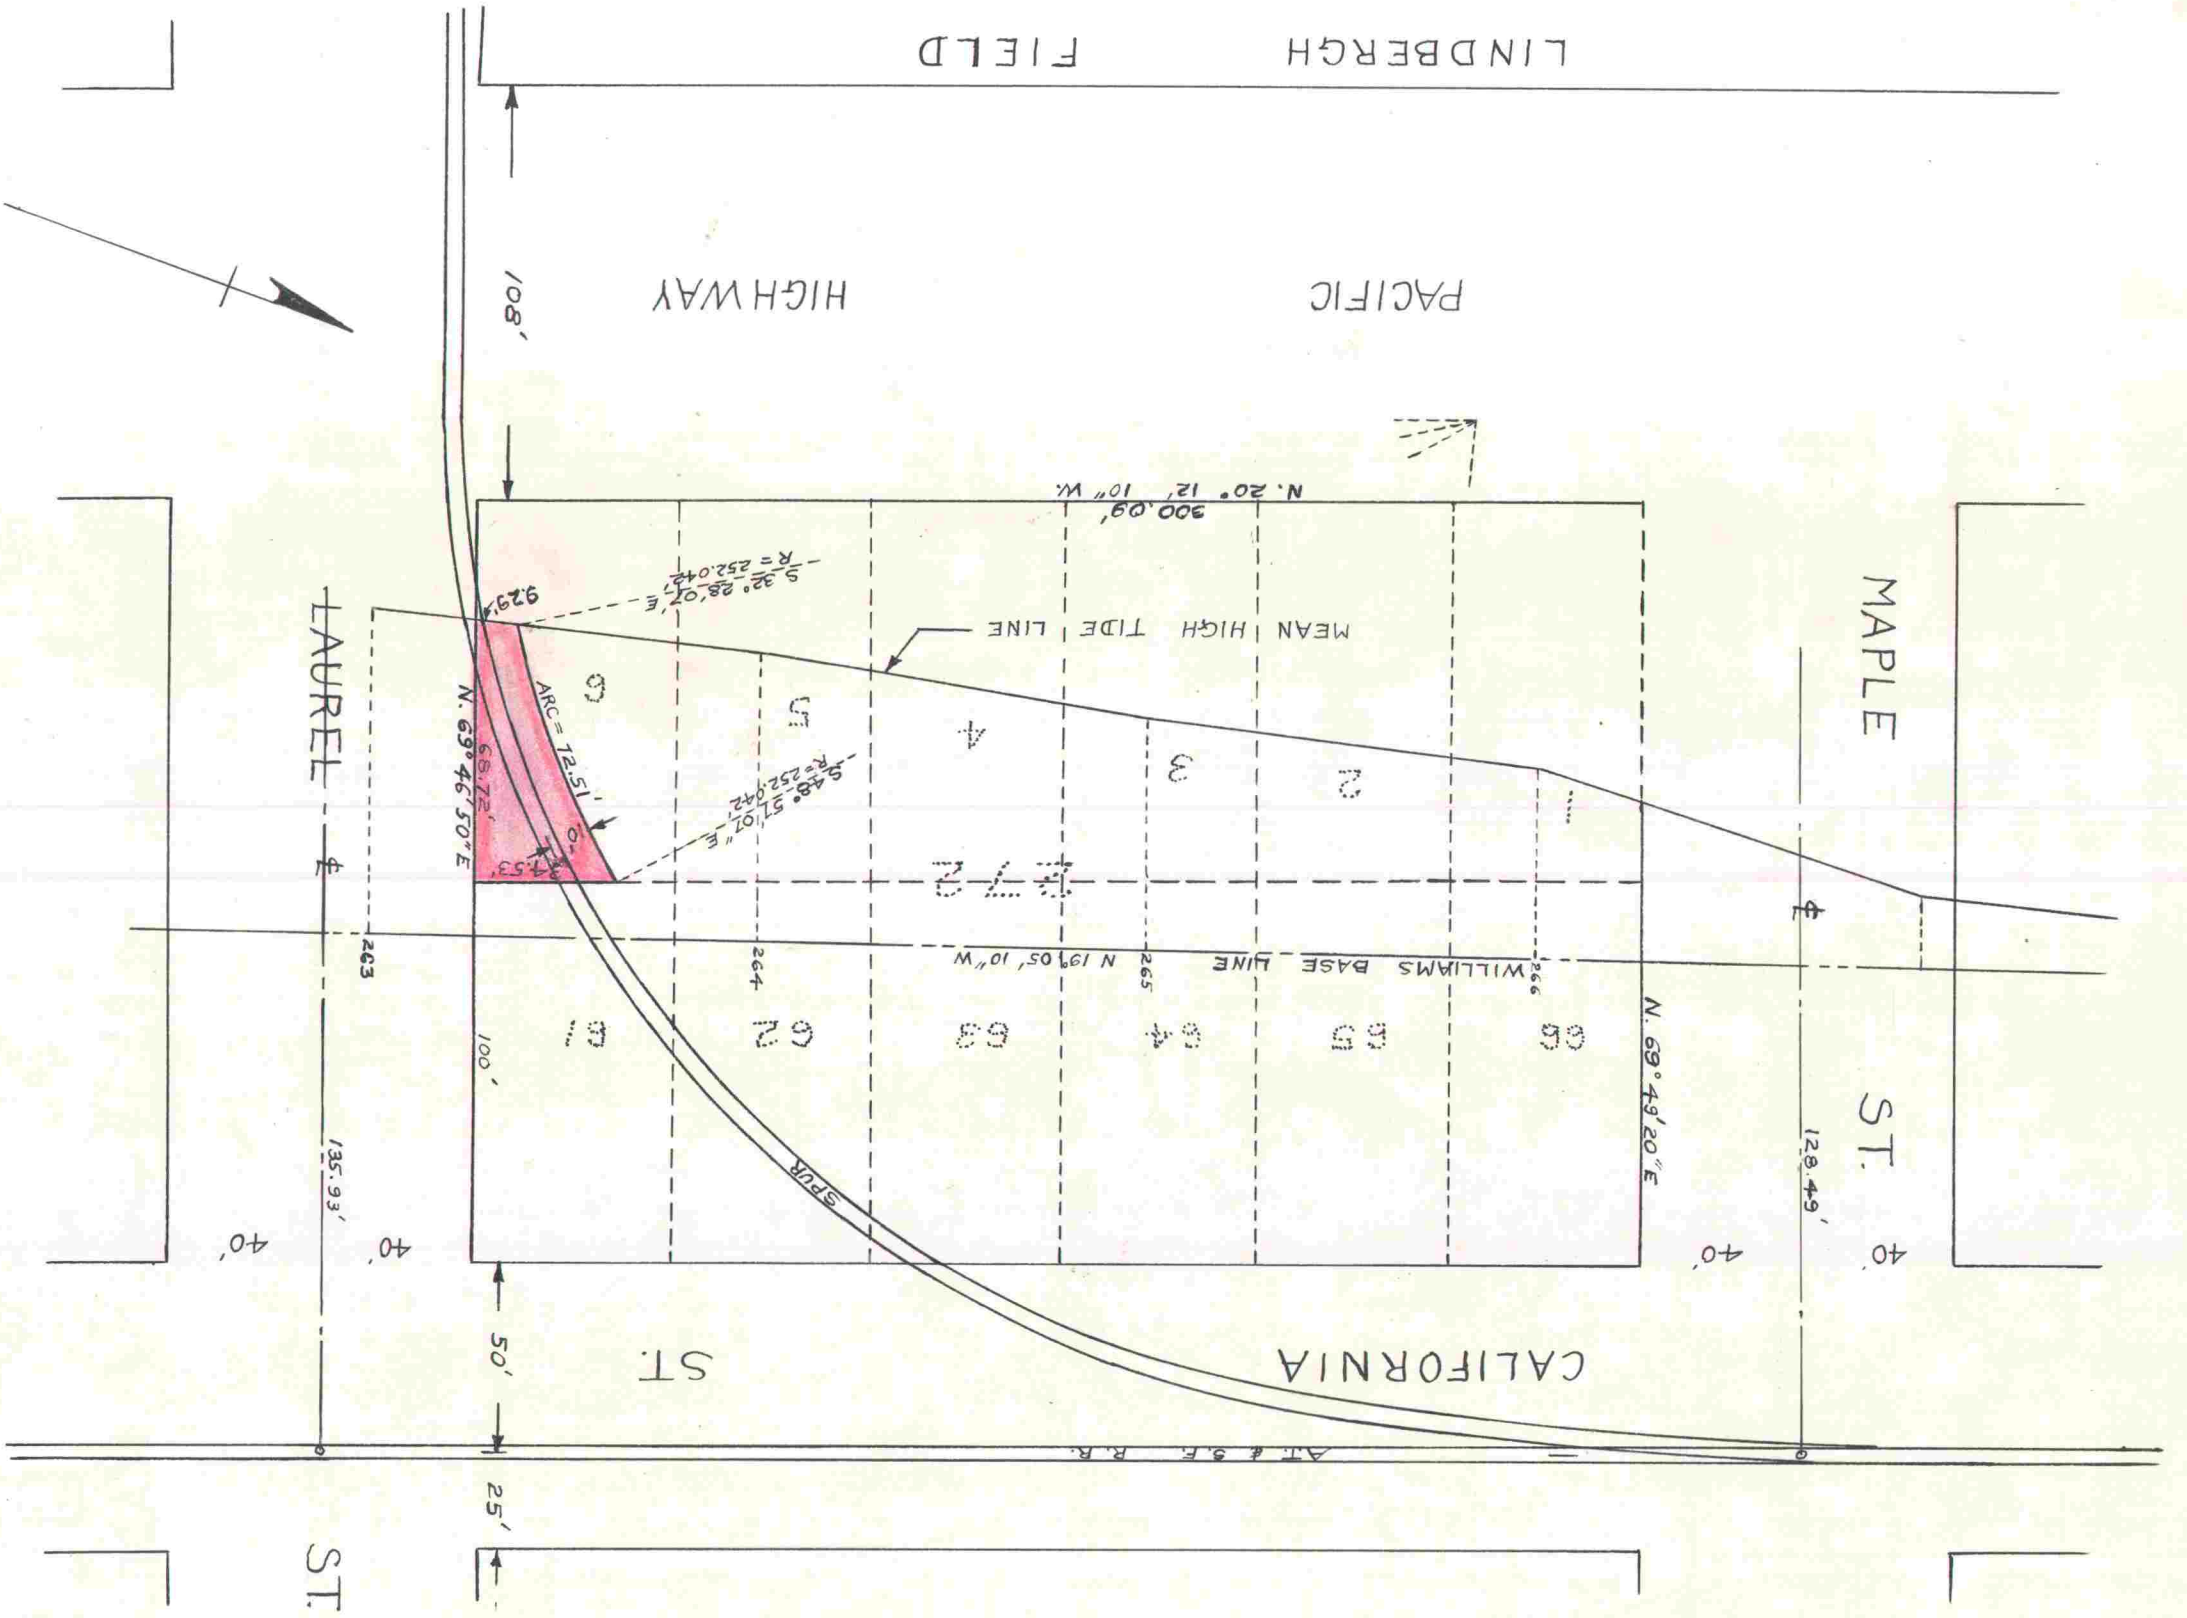 LINDBERGH FIELD
PACIFIC HIGHWAY
108'
N. 20° 12' 10" W.
300.09'
S 32° 28' 07" E
R = 252.042'
9.29'
MEAN HIGH TIDE LINE
MAPLE ST.
LAUREL ST.
N. 69° 46' 50" E
68.72'
ARC = 72.51'
S 48° 57' 07" E
R = 252.042
10'
1
2
3
4
5
6
272
263
264
265
266
WILLIAMS BASE LINE N 19° 05' 10" W
66
65
64
63
62
61
N. 69° 49' 20" E
100'
135.93'
128.49'
40'
40'
40'
40'
SPUR
CALIFORNIA ST.
50'
A.T. & S.F. R.R.
25'